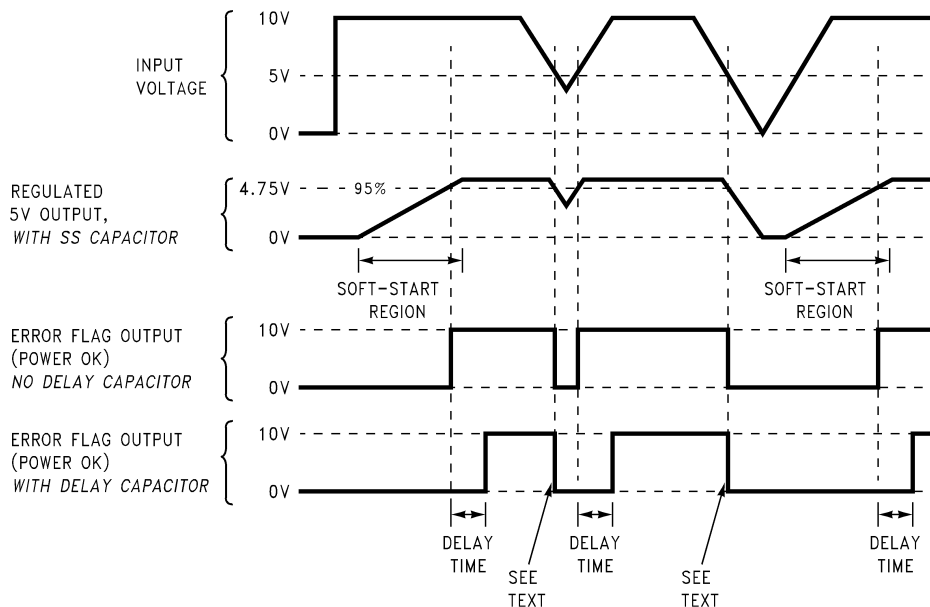 INPUT
VOLTAGE
10V
5V
0V
REGULATED
5V OUTPUT,
WITH SS CAPACITOR
4.75V
95%
0V
SOFT-START
REGION
SOFT-START
REGION
ERROR FLAG OUTPUT
(POWER OK)
NO DELAY CAPACITOR
10V
0V
ERROR FLAG OUTPUT
(POWER OK)
WITH DELAY CAPACITOR
10V
0V
DELAY
TIME
SEE
TEXT
DELAY
TIME
SEE
TEXT
DELAY
TIME